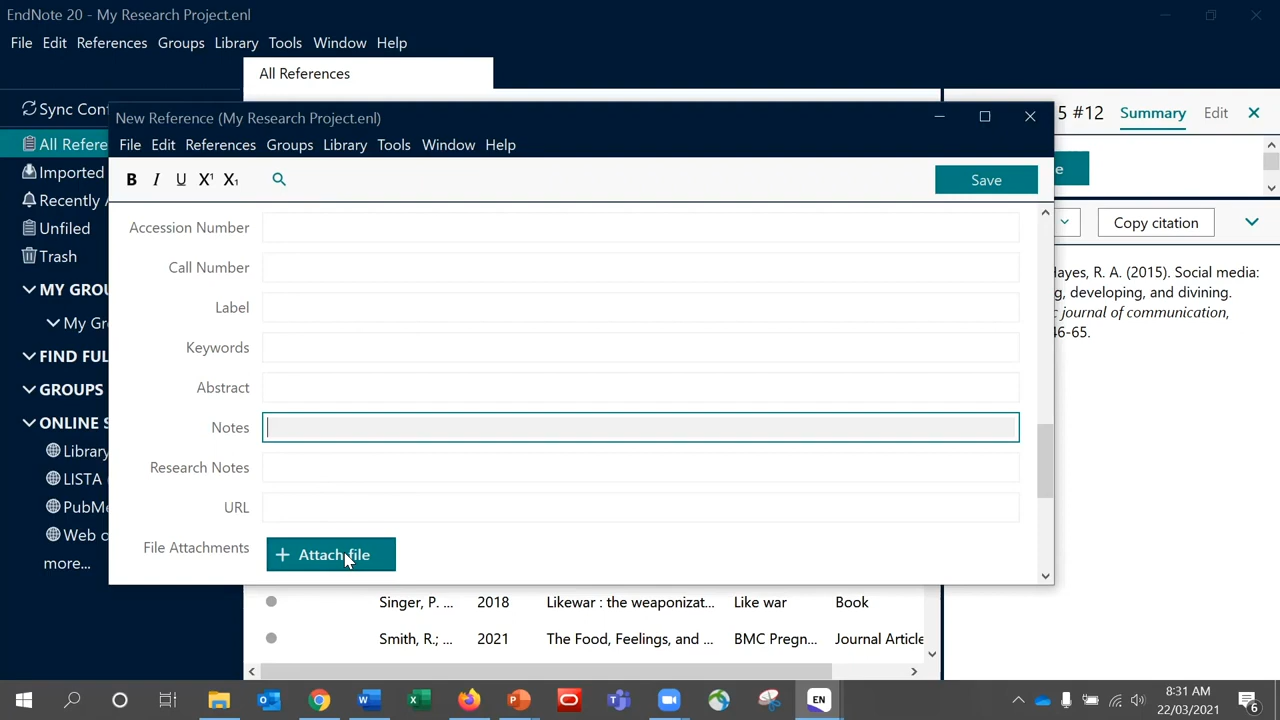 EndNote 20 - My Research Project.enl
File Edit References Groups Library Tools Window Help
All References
Sync Con
All Refere
Imported
Recently
Unfiled
Trash
MY GROU
My Gr
FIND FUL
GROUPS
ONLINE S
Library
LISTA
PubMe
Web o
more...
New Reference (My Research Project.enl)
File Edit References Groups Library Tools Window Help
B I U X¹ X₁
Save
Accession Number
Call Number
Label
Keywords
Abstract
Notes
Research Notes
URL
File Attachments
+ Attach file
Singer, P. ... 2018 Likewar : the weaponizat... Like war Book
Smith, R.; ... 2021 The Food, Feelings, and ... BMC Pregn... Journal Article
5 #12 Summary Edit
e
Copy citation
Hayes, R. A. (2015). Social media:
g, developing, and divining.
c journal of communication,
46-65.
EN
8:31 AM
22/03/2021
6